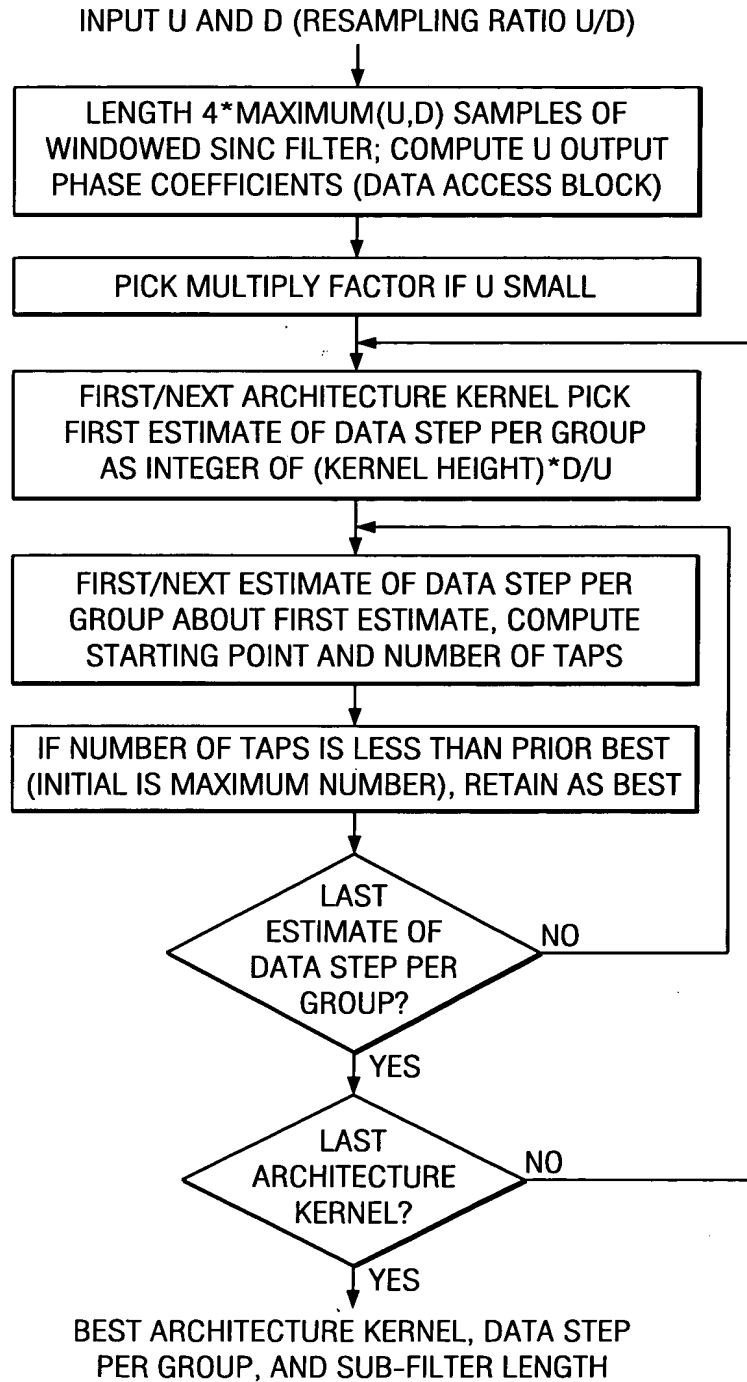 INPUT U AND D (RESAMPLING RATIO U/D)
LENGTH 4*MAXIMUM(U,D) SAMPLES OF
WINDOWED SINC FILTER; COMPUTE U OUTPUT
PHASE COEFFICIENTS (DATA ACCESS BLOCK)
PICK MULTIPLY FACTOR IF U SMALL
FIRST/NEXT ARCHITECTURE KERNEL PICK
FIRST ESTIMATE OF DATA STEP PER GROUP
AS INTEGER OF (KERNEL HEIGHT)*D/U
FIRST/NEXT ESTIMATE OF DATA STEP PER
GROUP ABOUT FIRST ESTIMATE, COMPUTE
STARTING POINT AND NUMBER OF TAPS
IF NUMBER OF TAPS IS LESS THAN PRIOR BEST
(INITIAL IS MAXIMUM NUMBER), RETAIN AS BEST
LAST
ESTIMATE OF
DATA STEP PER
GROUP?
NO
YES
LAST
ARCHITECTURE
KERNEL?
NO
YES
BEST ARCHITECTURE KERNEL, DATA STEP
PER GROUP, AND SUB-FILTER LENGTH